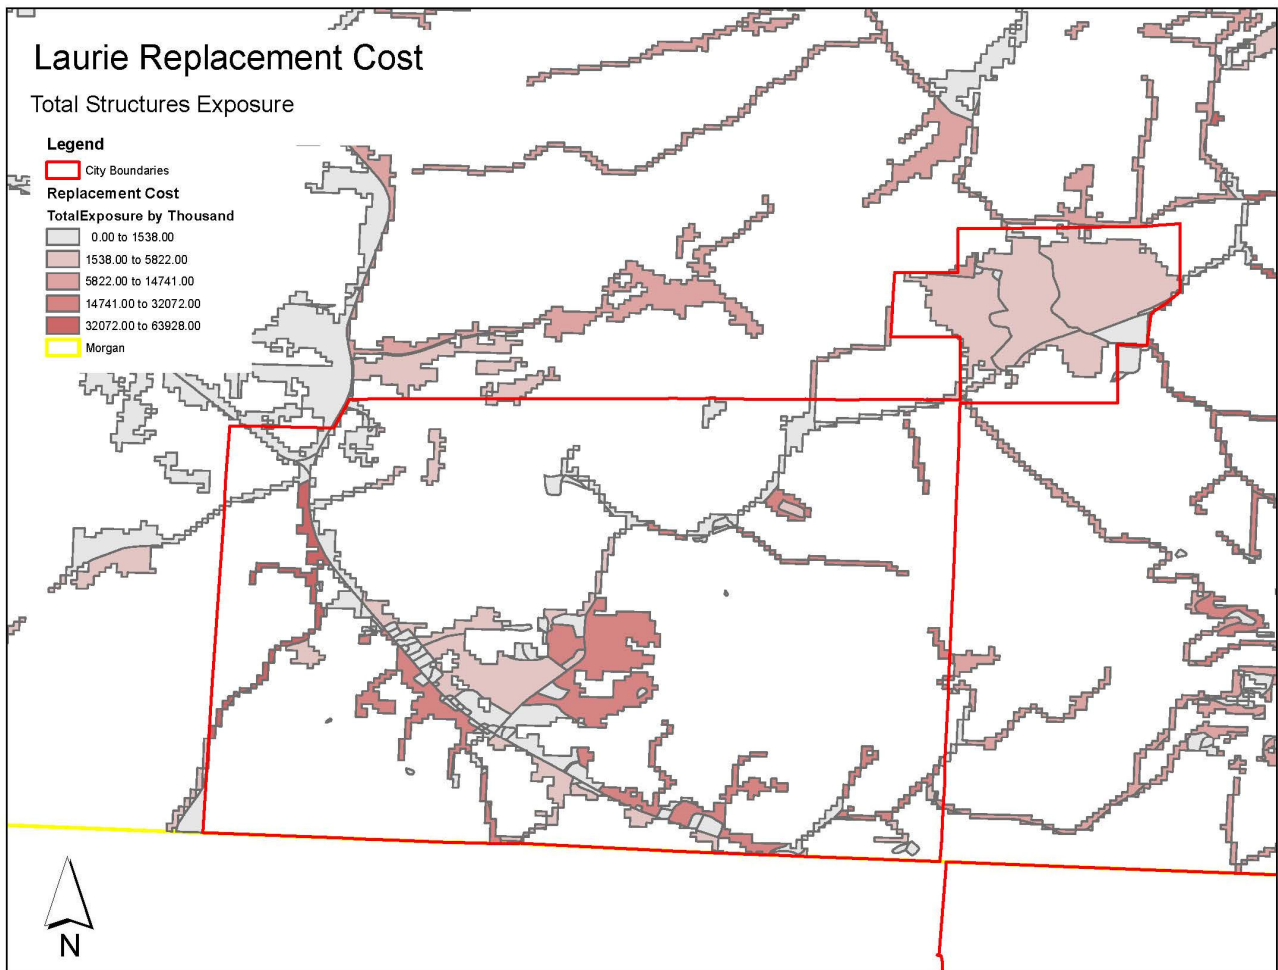 Laurie Replacement Cost
Total Structures Exposure
Legend
City Boundaries
Replacement Cost
TotalExposure by Thousand
0.00 to 1538.00
1538.00 to 5822.00
5822.00 to 14741.00
14741.00 to 32072.00
32072.00 to 63928.00
Morgan
N